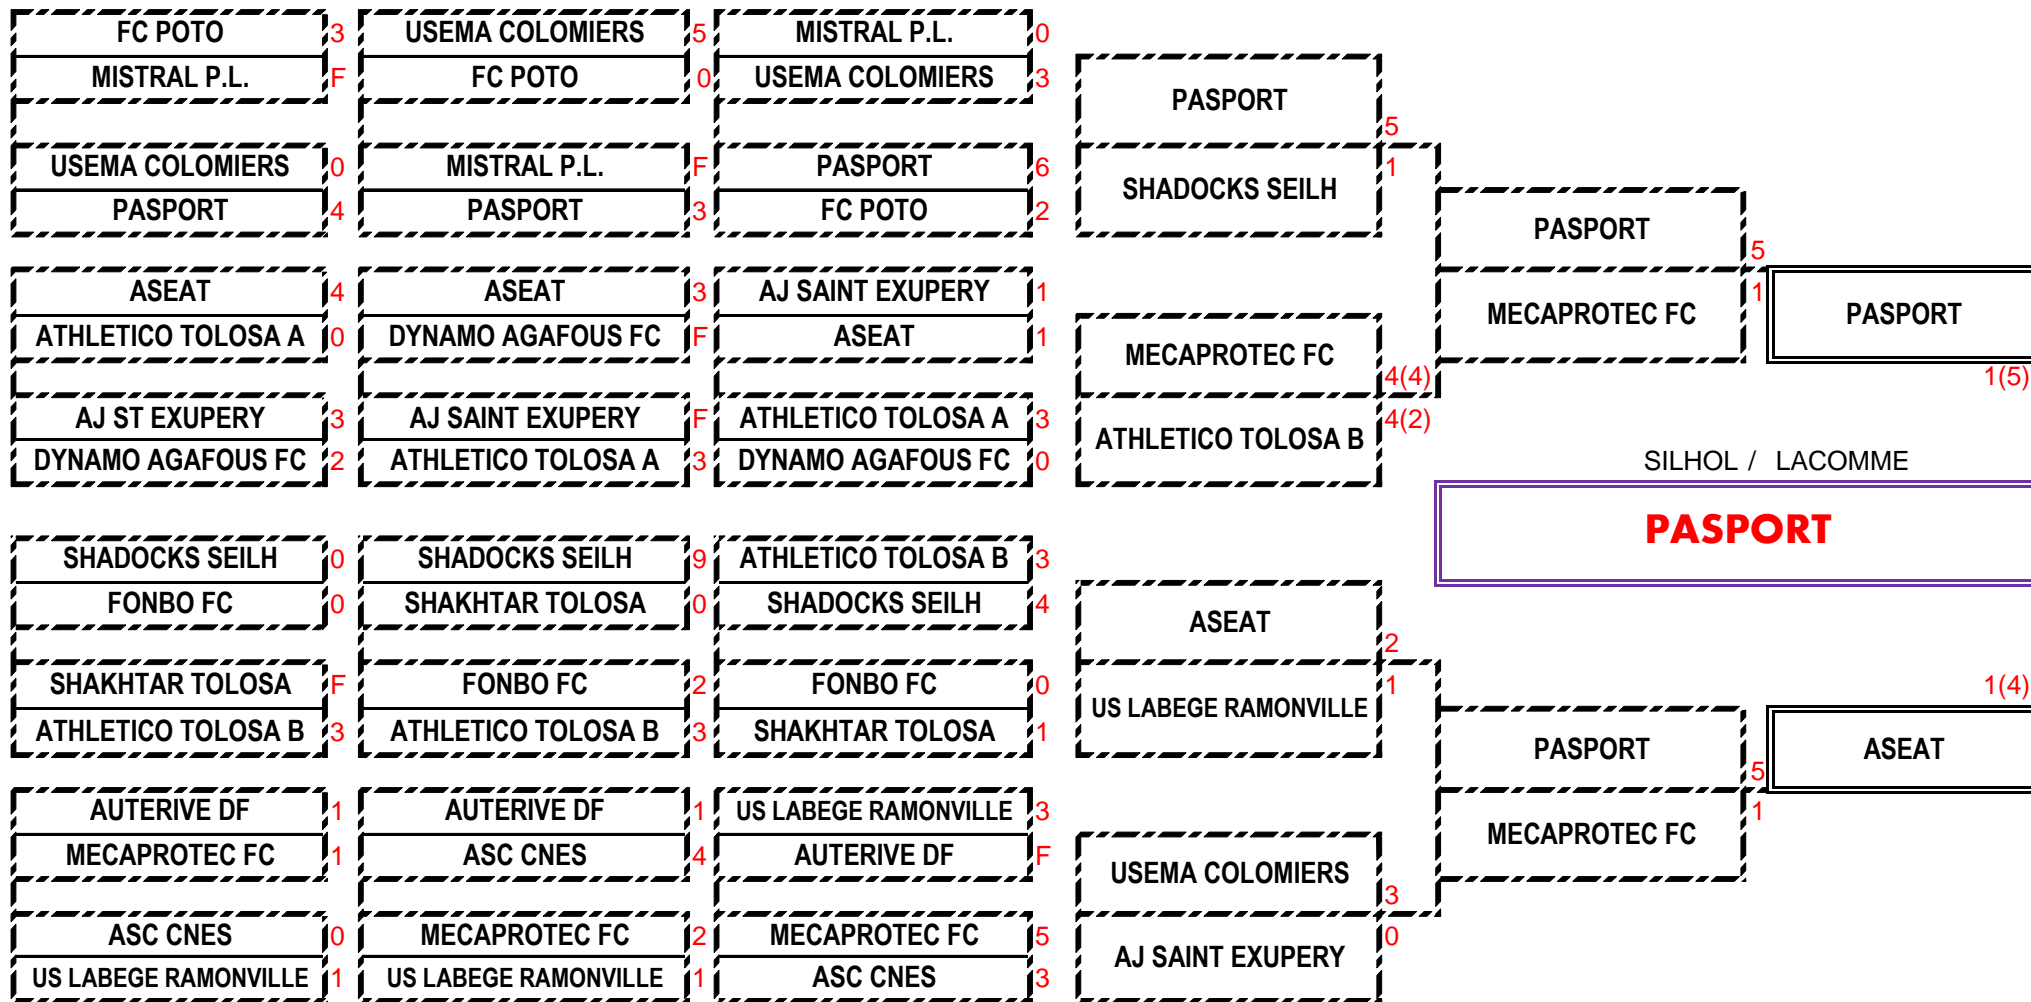 FC POTO 3 USEMA COLOMIERS 5 MISTRAL P.L. 0
MISTRAL P.L. F FC POTO 0 USEMA COLOMIERS 3
PASPORT
5
USEMA COLOMIERS 0 MISTRAL P.L. F PASPORT 6 1
SHADOCKS SEILH
PASPORT 4 PASPORT 3 FC POTO 2
PASPORT
5
ASEAT 4 ASEAT 3 AJ SAINT EXUPERY 1 1
MECAPROTEC FC PASPORT
ATHLETICO TOLOSA A 0 DYNAMO AGAFOUS FC F ASEAT 1
MECAPROTEC FC
4(4) 1(5)
AJ ST EXUPERY 3 AJ SAINT EXUPERY F ATHLETICO TOLOSA A 3 4(2)
ATHLETICO TOLOSA B
DYNAMO AGAFOUS FC 2 ATHLETICO TOLOSA A 3 DYNAMO AGAFOUS FC 0 SILHOL / LACOMME
PASPORT
SHADOCKS SEILH 0 SHADOCKS SEILH 9 ATHLETICO TOLOSA B 3
FONBO FC 0 SHAKHTAR TOLOSA 0 SHADOCKS SEILH 4
ASEAT
2
SHAKHTAR TOLOSA F FONBO FC 2 FONBO FC 0 1 1(4)
US LABEGE RAMONVILLE
ATHLETICO TOLOSA B 3 ATHLETICO TOLOSA B 3 SHAKHTAR TOLOSA 1
PASPORT ASEAT
5
AUTERIVE DF 1 AUTERIVE DF 1 US LABEGE RAMONVILLE 3 1
MECAPROTEC FC
MECAPROTEC FC 1 ASC CNES 4 AUTERIVE DF F
USEMA COLOMIERS
3
ASC CNES 0 MECAPROTEC FC 2 MECAPROTEC FC 5 0
AJ SAINT EXUPERY
US LABEGE RAMONVILLE 1 US LABEGE RAMONVILLE 1 ASC CNES 3